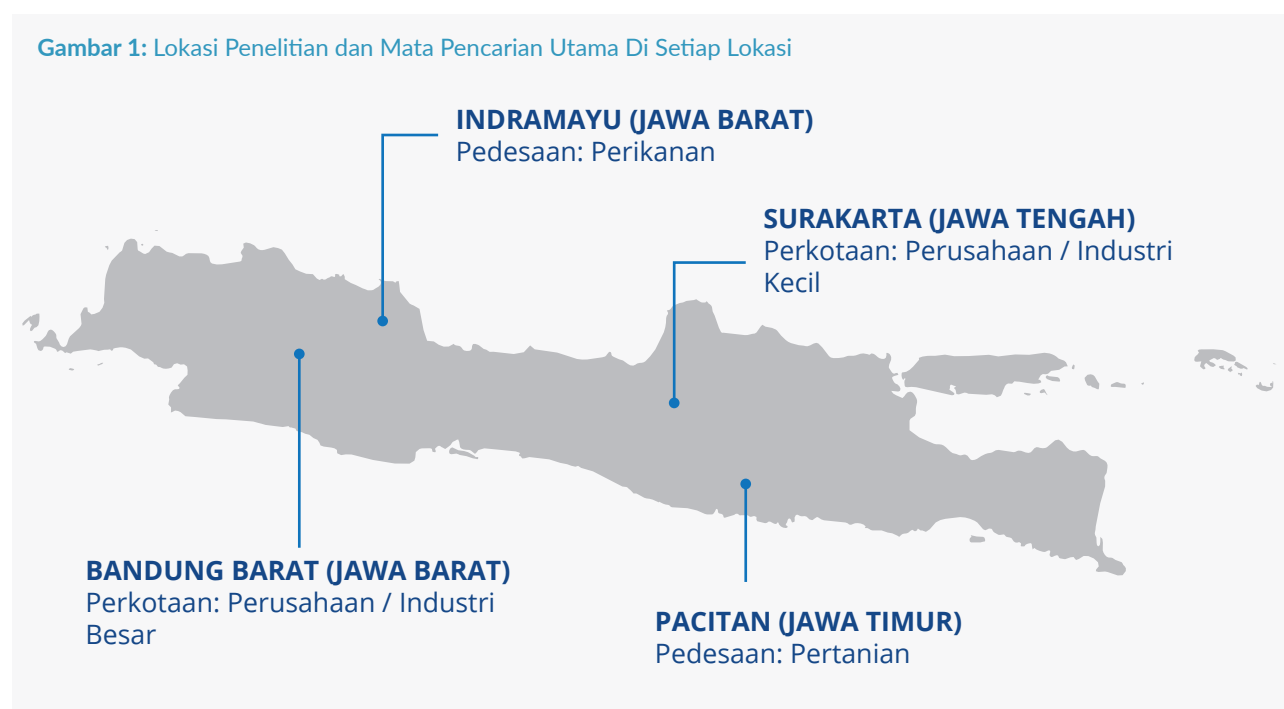 Gambar 1: Lokasi Penelitian dan Mata Pencarian Utama Di Setiap Lokasi
INDRAMAYU (JAWA BARAT)
Pedesaan: Perikanan
SURAKARTA (JAWA TENGAH)
Perkotaan: Perusahaan / Industri
Kecil
BANDUNG BARAT (JAWA BARAT)
Perkotaan: Perusahaan / Industri
Besar
PACITAN (JAWA TIMUR)
Pedesaan: Pertanian